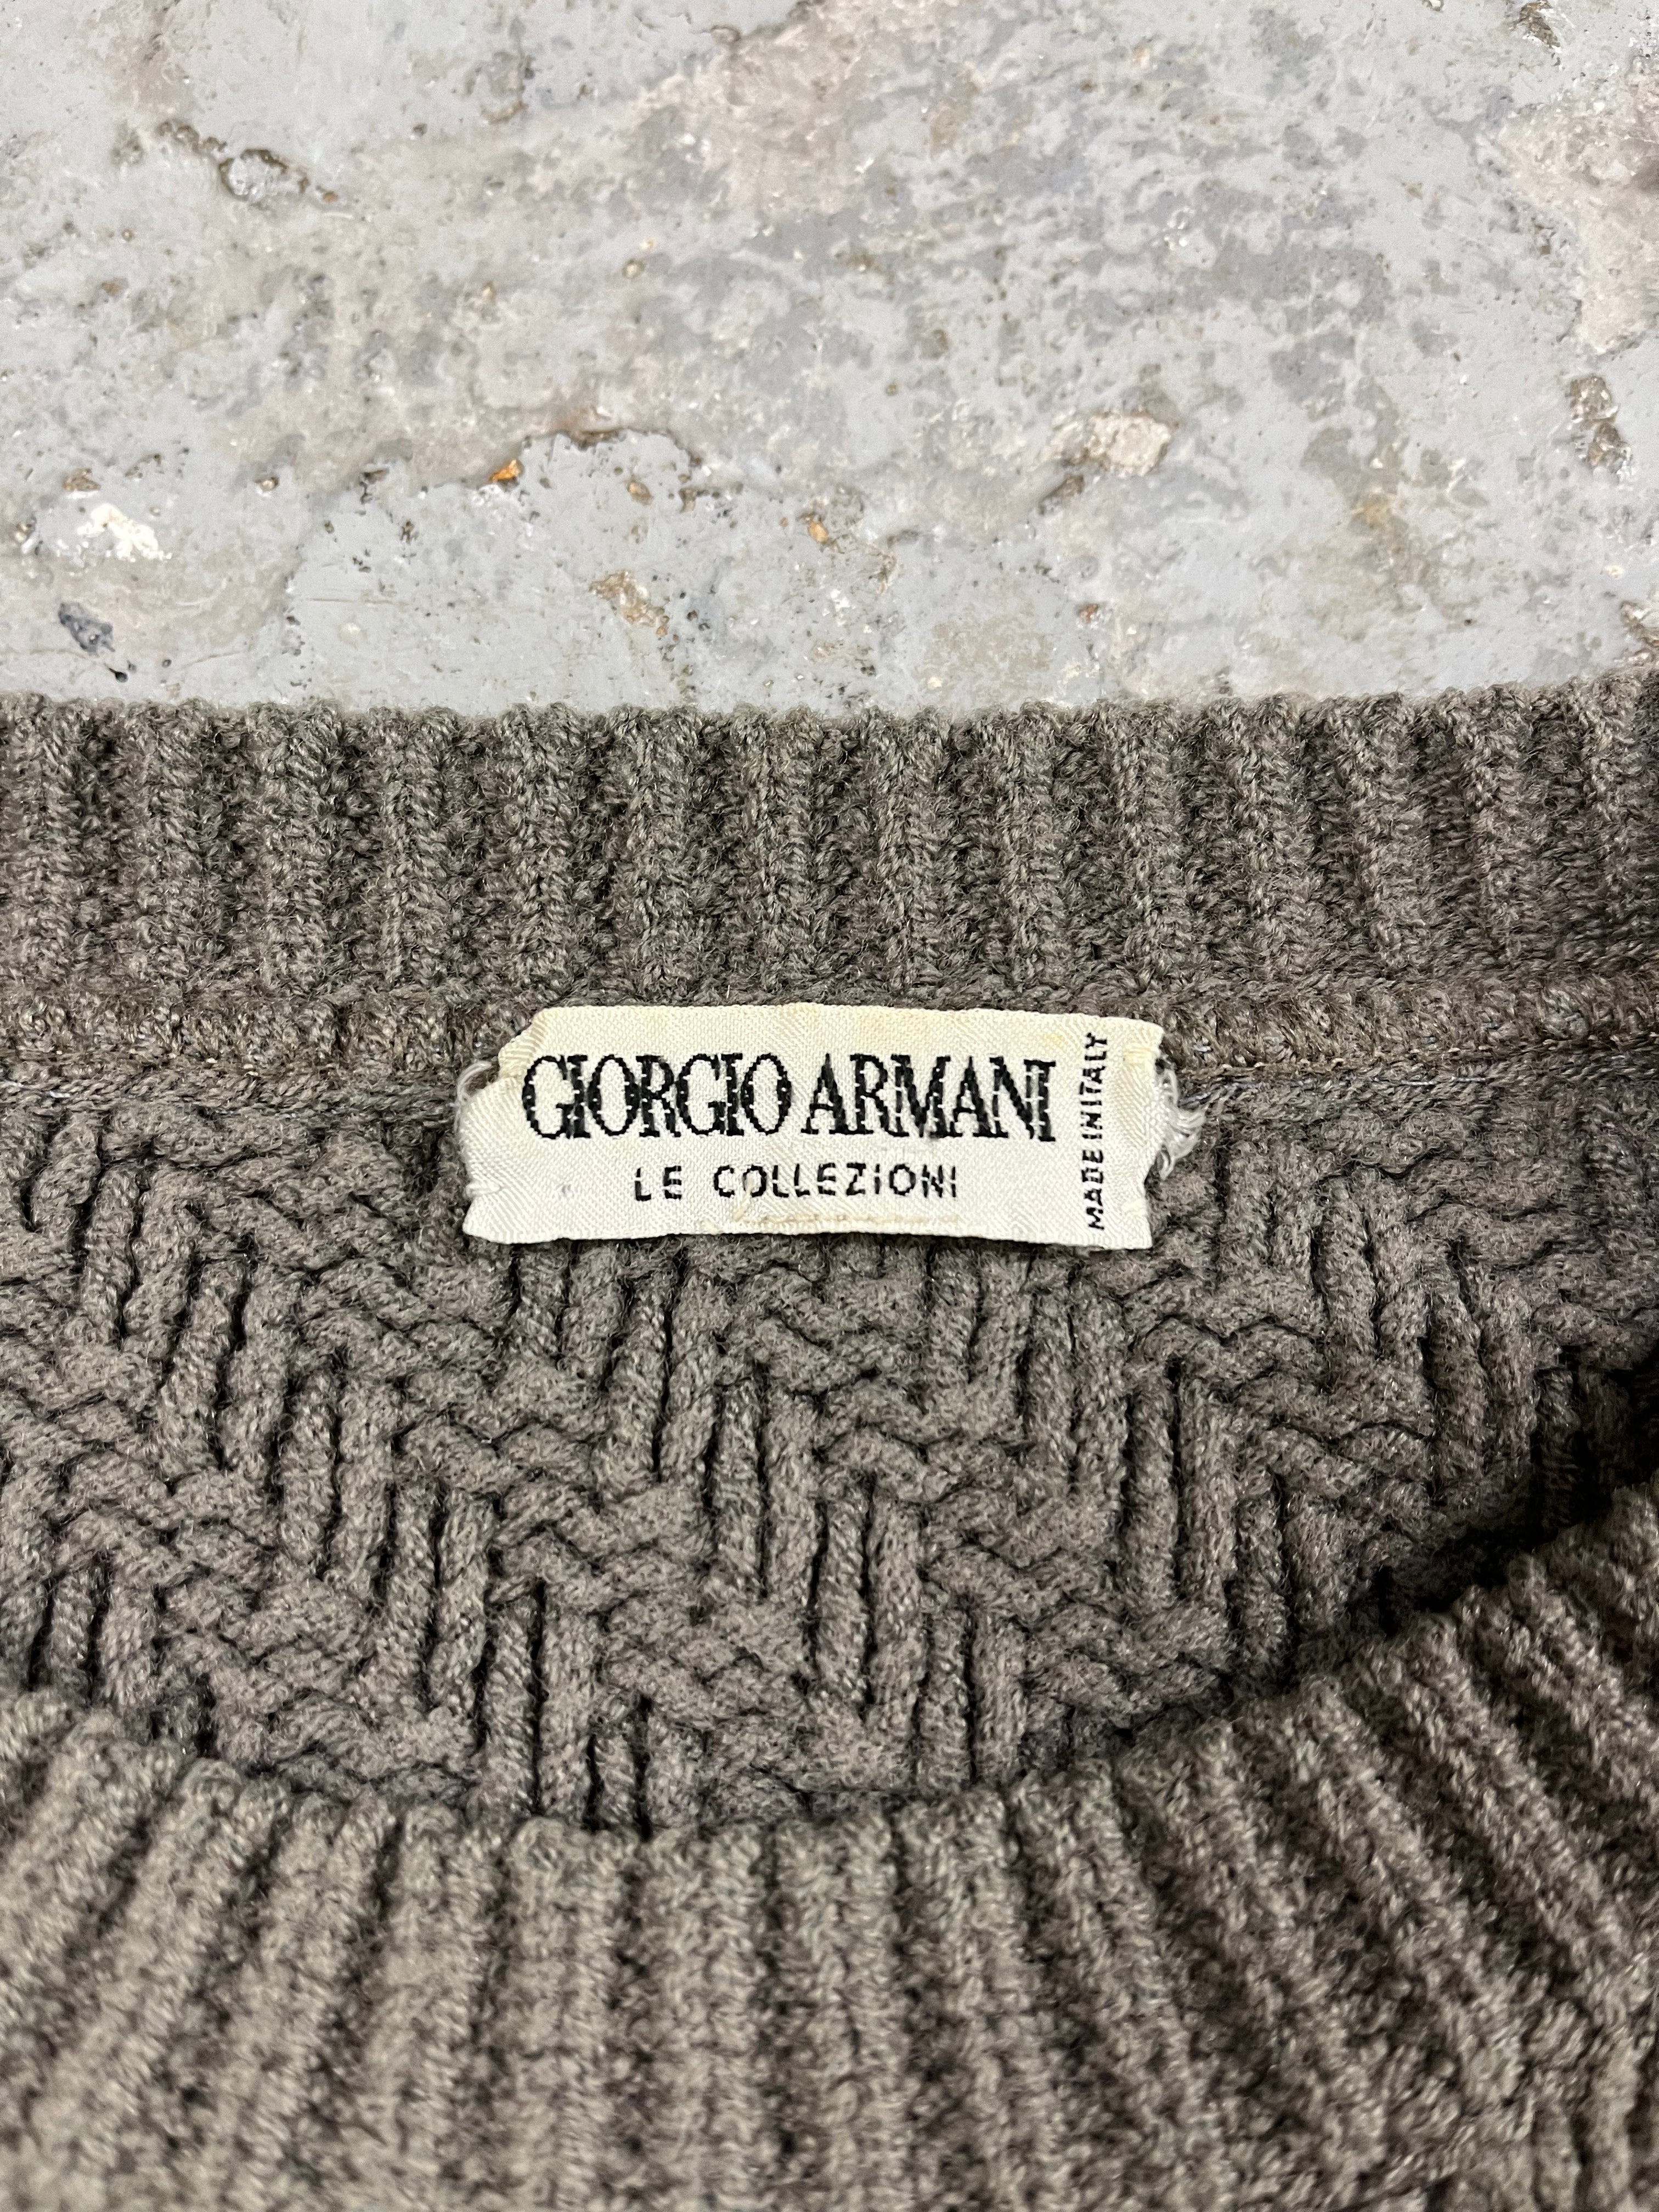 GIORGIO ARMANI
LE COLLEZIONI
MADE IN ITALY